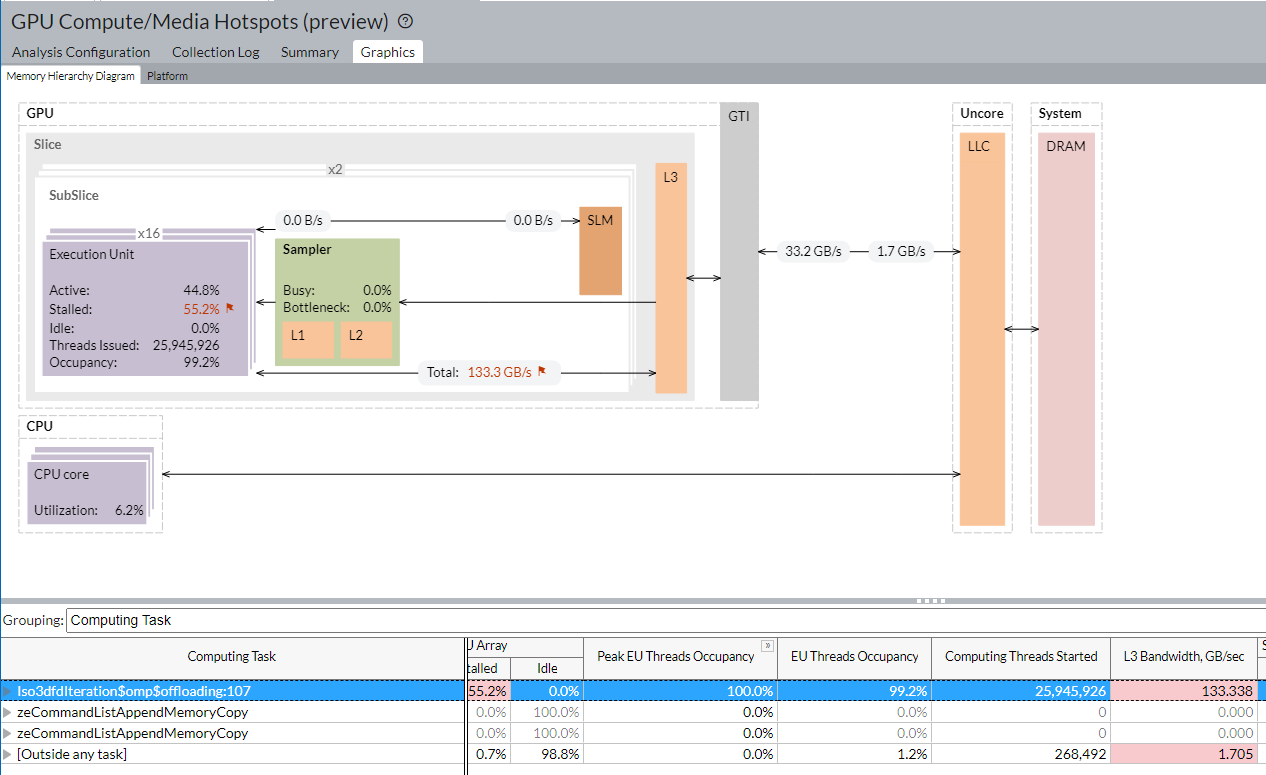 GPU Compute/Media Hotspots (preview) ?
Analysis Configuration Collection Log Summary Graphics
Memory Hierarchy Diagram Platform
GPU
GTI
Uncore
System
Slice
LLC
DRAM
x2
L3
SubSlice
0.0 B/s 0.0 B/s SLM
x16
Execution Unit
Active: 44.8%
Stalled: 55.2%
Idle: 0.0%
Threads Issued: 25,945,926
Occupancy: 99.2%
Sampler
Busy: 0.0%
Bottleneck: 0.0%
L1 L2
33.2 GB/s 1.7 GB/s
Total: 133.3 GB/s
CPU
CPU core
Utilization: 6.2%
Grouping: Computing Task
Computing Task
U Array
talled Idle
Peak EU Threads Occupancy »
EU Threads Occupancy
Computing Threads Started
L3 Bandwidth, GB/sec
S
Iso3dfdIteration$omp$offloading:107 55.2% 0.0% 100.0% 99.2% 25,945,926 133.338
zeCommandListAppendMemoryCopy 0.0% 100.0% 0.0% 0.0% 0 0.000
zeCommandListAppendMemoryCopy 0.0% 100.0% 0.0% 0.0% 0 0.000
[Outside any task] 0.7% 98.8% 0.0% 1.2% 268,492 1.705